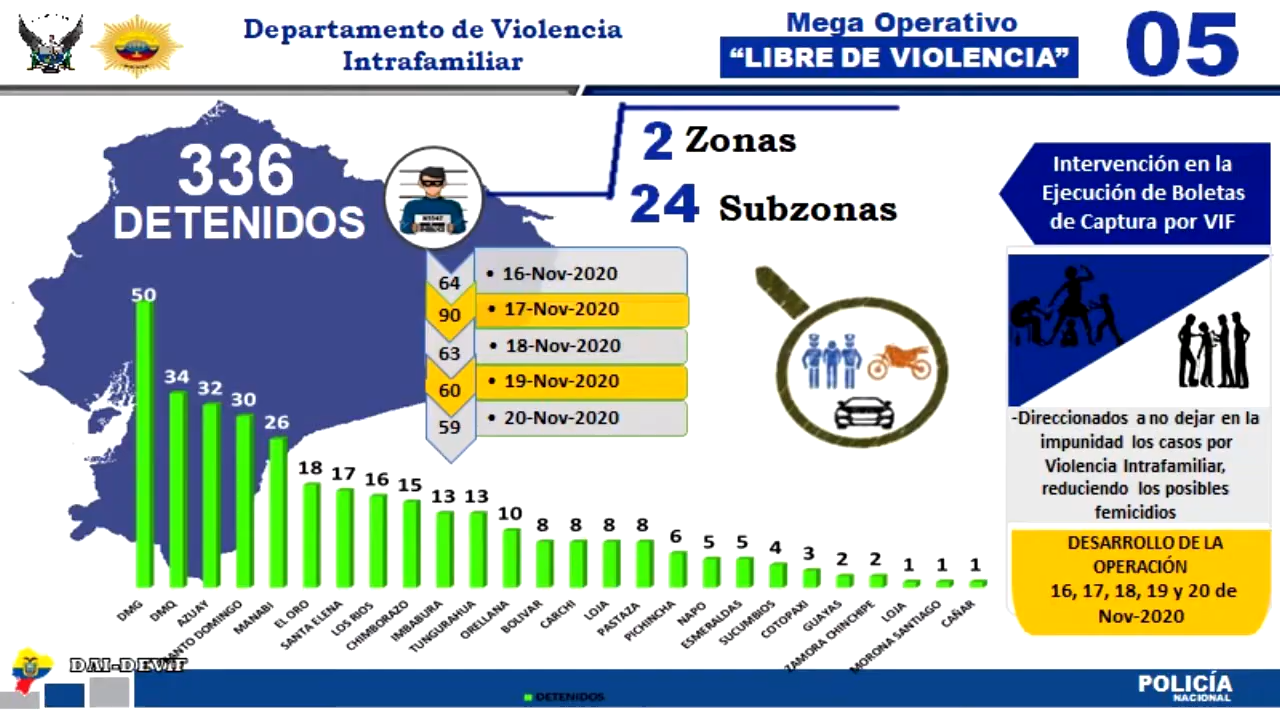 Departamento de Violencia
Intrafamiliar
Mega Operativo
“LIBRE DE VIOLENCIA”
05
336
DETENIDOS
2 Zonas
24 Subzonas
64 • 16-Nov-2020
90 • 17-Nov-2020
63 • 18-Nov-2020
60 • 19-Nov-2020
59 • 20-Nov-2020
Intervención en la
Ejecución de Boletas
de Captura por VIF
-Direccionados a no dejar en la
impunidad los casos por
Violencia Intrafamiliar,
reduciendo los posibles
femicidios
DESARROLLO DE LA
OPERACIÓN
16, 17, 18, 19 y 20 de
Nov-2020
50 34 32 30 26 18 17 16 15 13 13 10 8 8 8 8 6 5 5 4 3 2 2 1 1 1
DMG
DMQ
AZUAY
SANTO DOMINGO
MANABI
EL ORO
SANTA ELENA
LOS RIOS
CHIMBORAZO
IMBABURA
TUNGURAHUA
ORELLANA
BOLIVAR
CARCHI
LOJA
PASTAZA
PICHINCHA
NAPO
ESMERALDAS
SUCUMBIOS
COTOPAXI
GUAYAS
ZAMORA CHINCHIPE
LOJA
MORONA SANTIAGO
CAÑAR
DAI-DEVIF
DETENIDOS
POLICÍA
NACIONAL